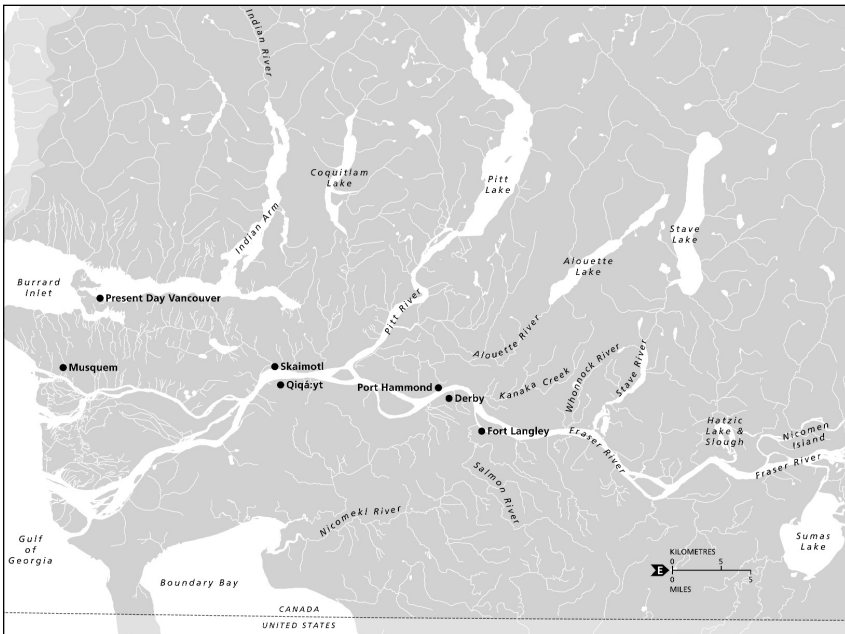 Indian River
Coquitlam
Lake
Pitt
Lake
Indian Arm
Stave
Lake
Alouette
Lake
Burrard
Inlet
Present Day Vancouver
Pitt River
Alouette River
Musquem
Skaimotl
Qiqá:yt
Port Hammond
Derby
Kanaka Creek
Whonnock River
Stave River
Fort Langley
Fraser River
Hatzic
Lake &
Slough
Nicomen
Island
Fraser River
Salmon River
Nicomekl River
Gulf
of
Georgia
Boundary Bay
Sumas
Lake
KILOMETRES
0 5
E
0 5
MILES
CANADA
UNITED STATES